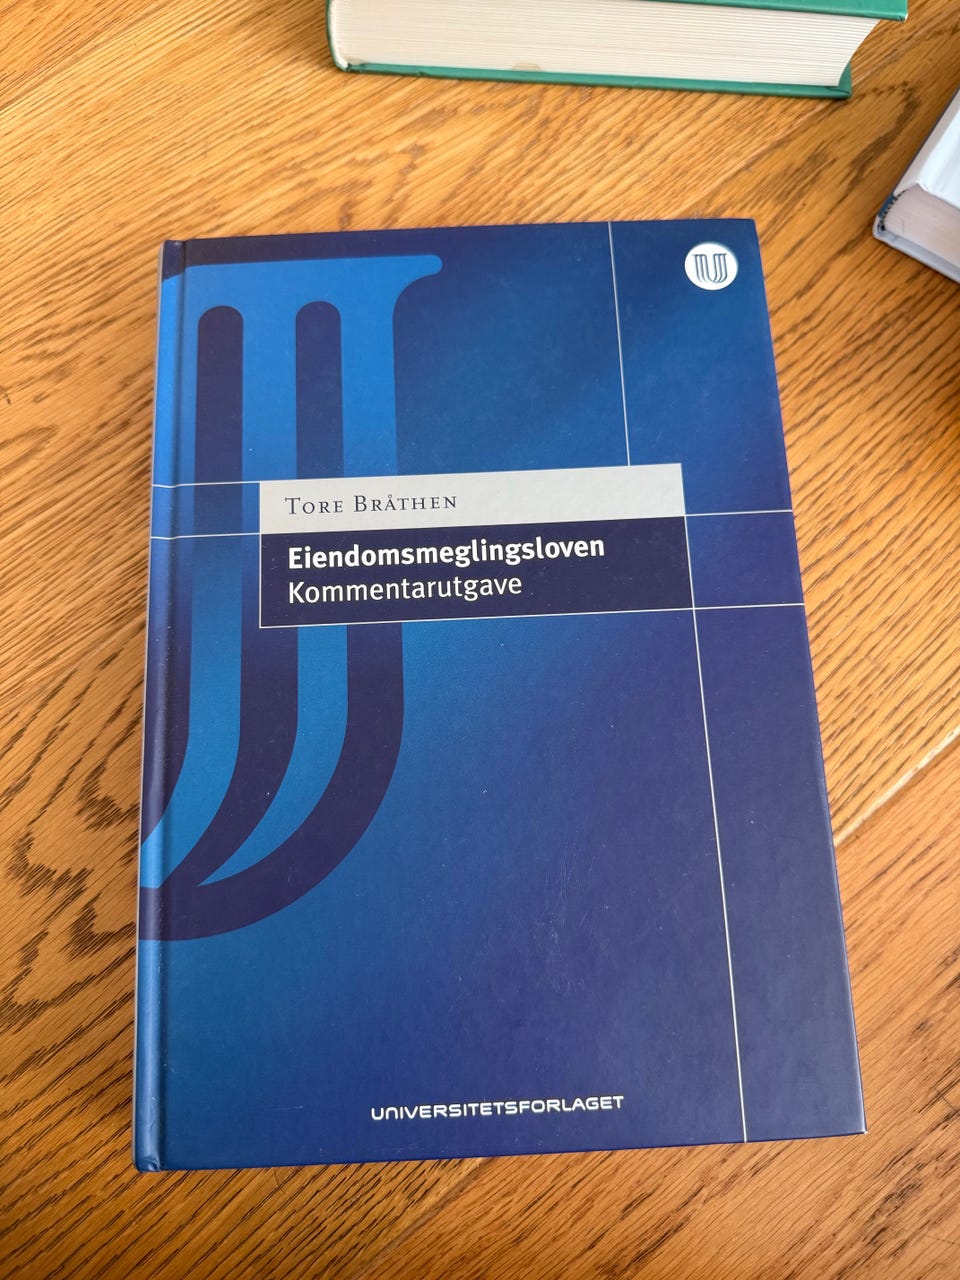 TORE BRÅTHEN
Eiendomsmeglingsloven
Kommentarutgave
UNIVERSITETSFORLAGET